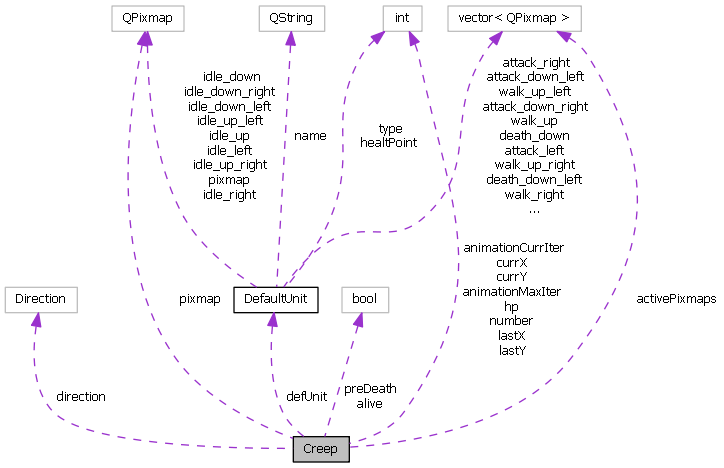 QPixmap
QString
int
vector< QPixmap >
idle_down
idle_down_right
idle_down_left
idle_up_left
idle_up
idle_left
idle_up_right
pixmap
idle_right
name
type
healtPoint
attack_right
attack_down_left
walk_up_left
attack_down_right
walk_up
death_down
attack_left
walk_up_right
death_down_left
walk_right
...
Direction
pixmap
DefaultUnit
bool
animationCurrIter
currX
currY
animationMaxIter
hp
number
lastX
lastY
activePixmaps
direction
defUnit
preDeath
alive
Creep